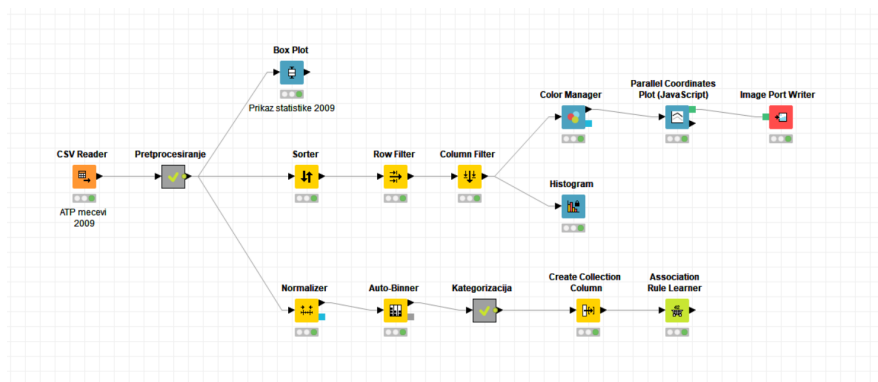 Box Plot
Prikaz statistike 2009
Color Manager
Parallel Coordinates
Plot (JavaScript)
Image Port Writer
CSV Reader
ATP mecevi
2009
Pretprocesiranje
Sorter
Row Filter
Column Filter
Histogram
Normalizer
Auto-Binner
Kategorizacija
Create Collection
Column
Association
Rule Learner